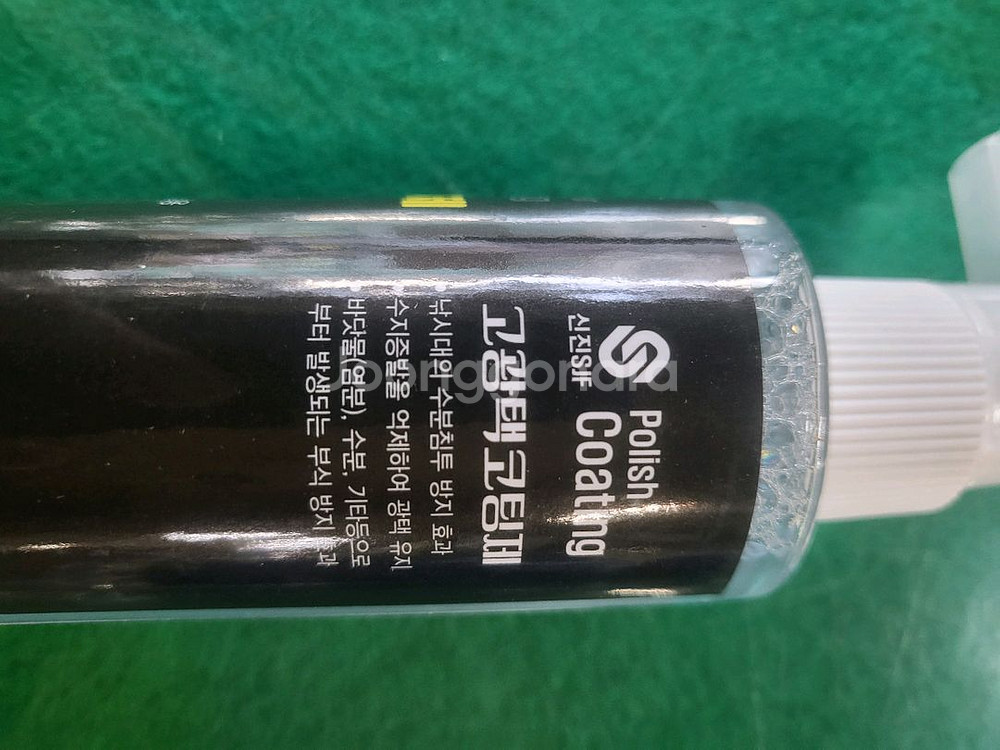 신진SIF
Polish
Coating
고광택코팅제
낚시대의 수분침투 방지 효과
수지증발을 억제하여 광택 유지
바닷물(염분), 수분, 기타등으로
부터 발생되는 부식 방지효과
Joonggonara